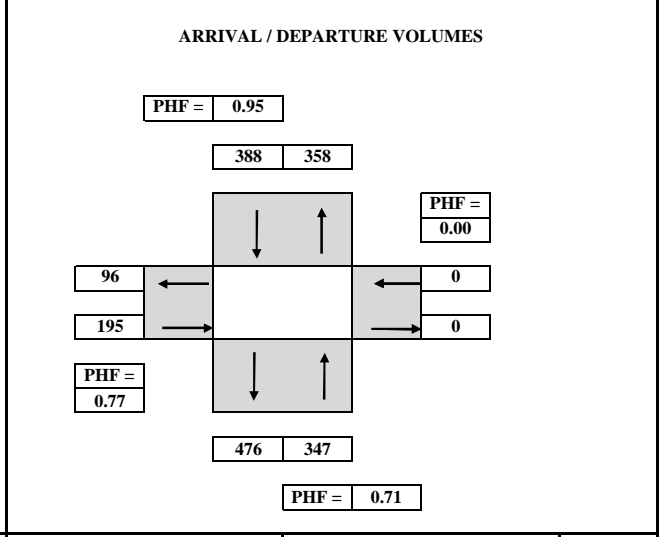 ARRIVAL / DEPARTURE VOLUMES
PHF = 0.95
388 358
PHF =
0.00
96 0
195 0
PHF =
0.77
476 347
PHF = 0.71